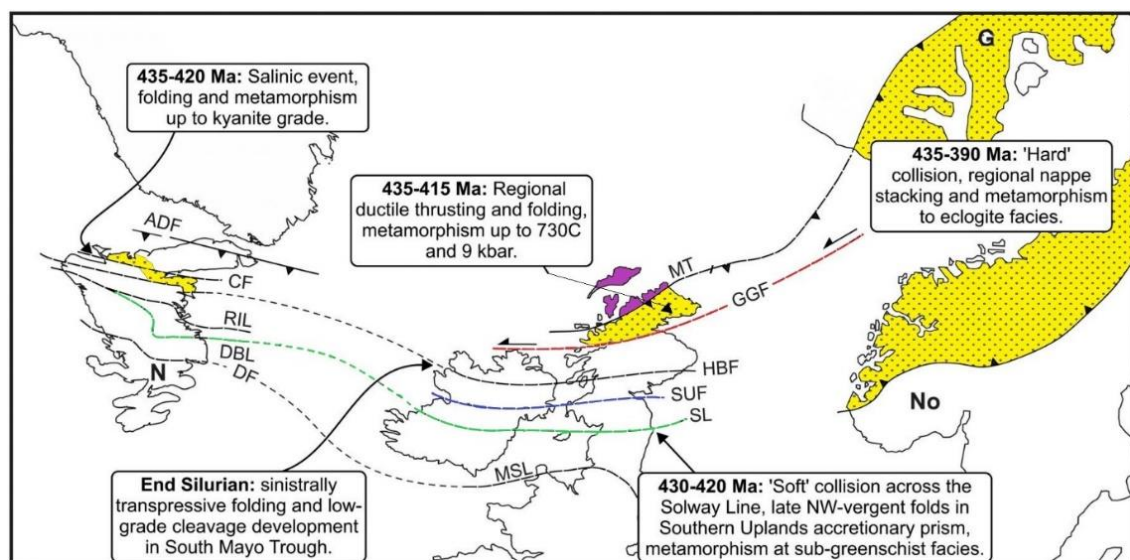 G
435-420 Ma: Salinic event,
folding and metamorphism
up to kyanite grade.
435-390 Ma: 'Hard'
collision, regional nappe
stacking and metamorphism
to eclogite facies.
435-415 Ma: Regional
ductile thrusting and folding,
metamorphism up to 730C
and 9 kbar.
ADF
CF
MT
GGF
RIL
DBL
DF
N
HBF
SUF
SL
No
MSL
End Silurian: sinistrally
transpressive folding and low-
grade cleavage development
in South Mayo Trough.
430-420 Ma: 'Soft' collision across the
Solway Line, late NW-vergent folds in
Southern Uplands accretionary prism,
metamorphism at sub-greenschist facies.